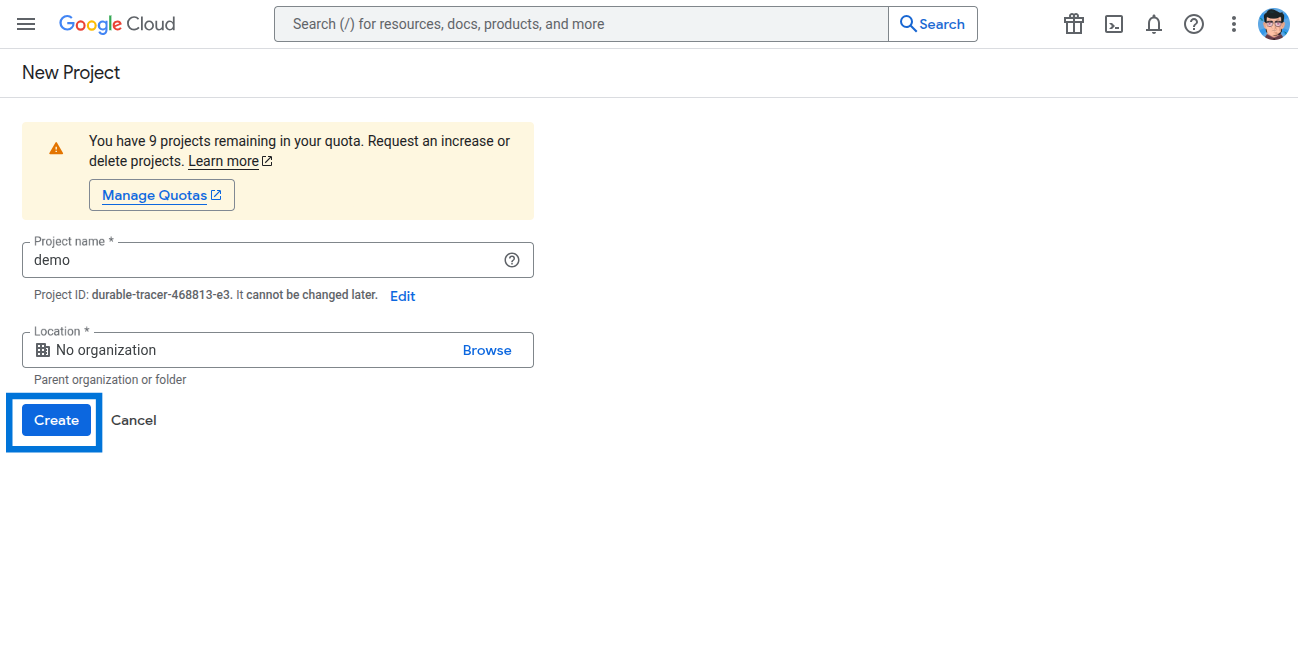 Google Cloud
Search (/) for resources, docs, products, and more
Search
New Project
You have 9 projects remaining in your quota. Request an increase or
delete projects. Learn more
Manage Quotas
Project name *
demo
Project ID: durable-tracer-468813-e3. It cannot be changed later. Edit
Location *
No organization
Browse
Parent organization or folder
Create
Cancel